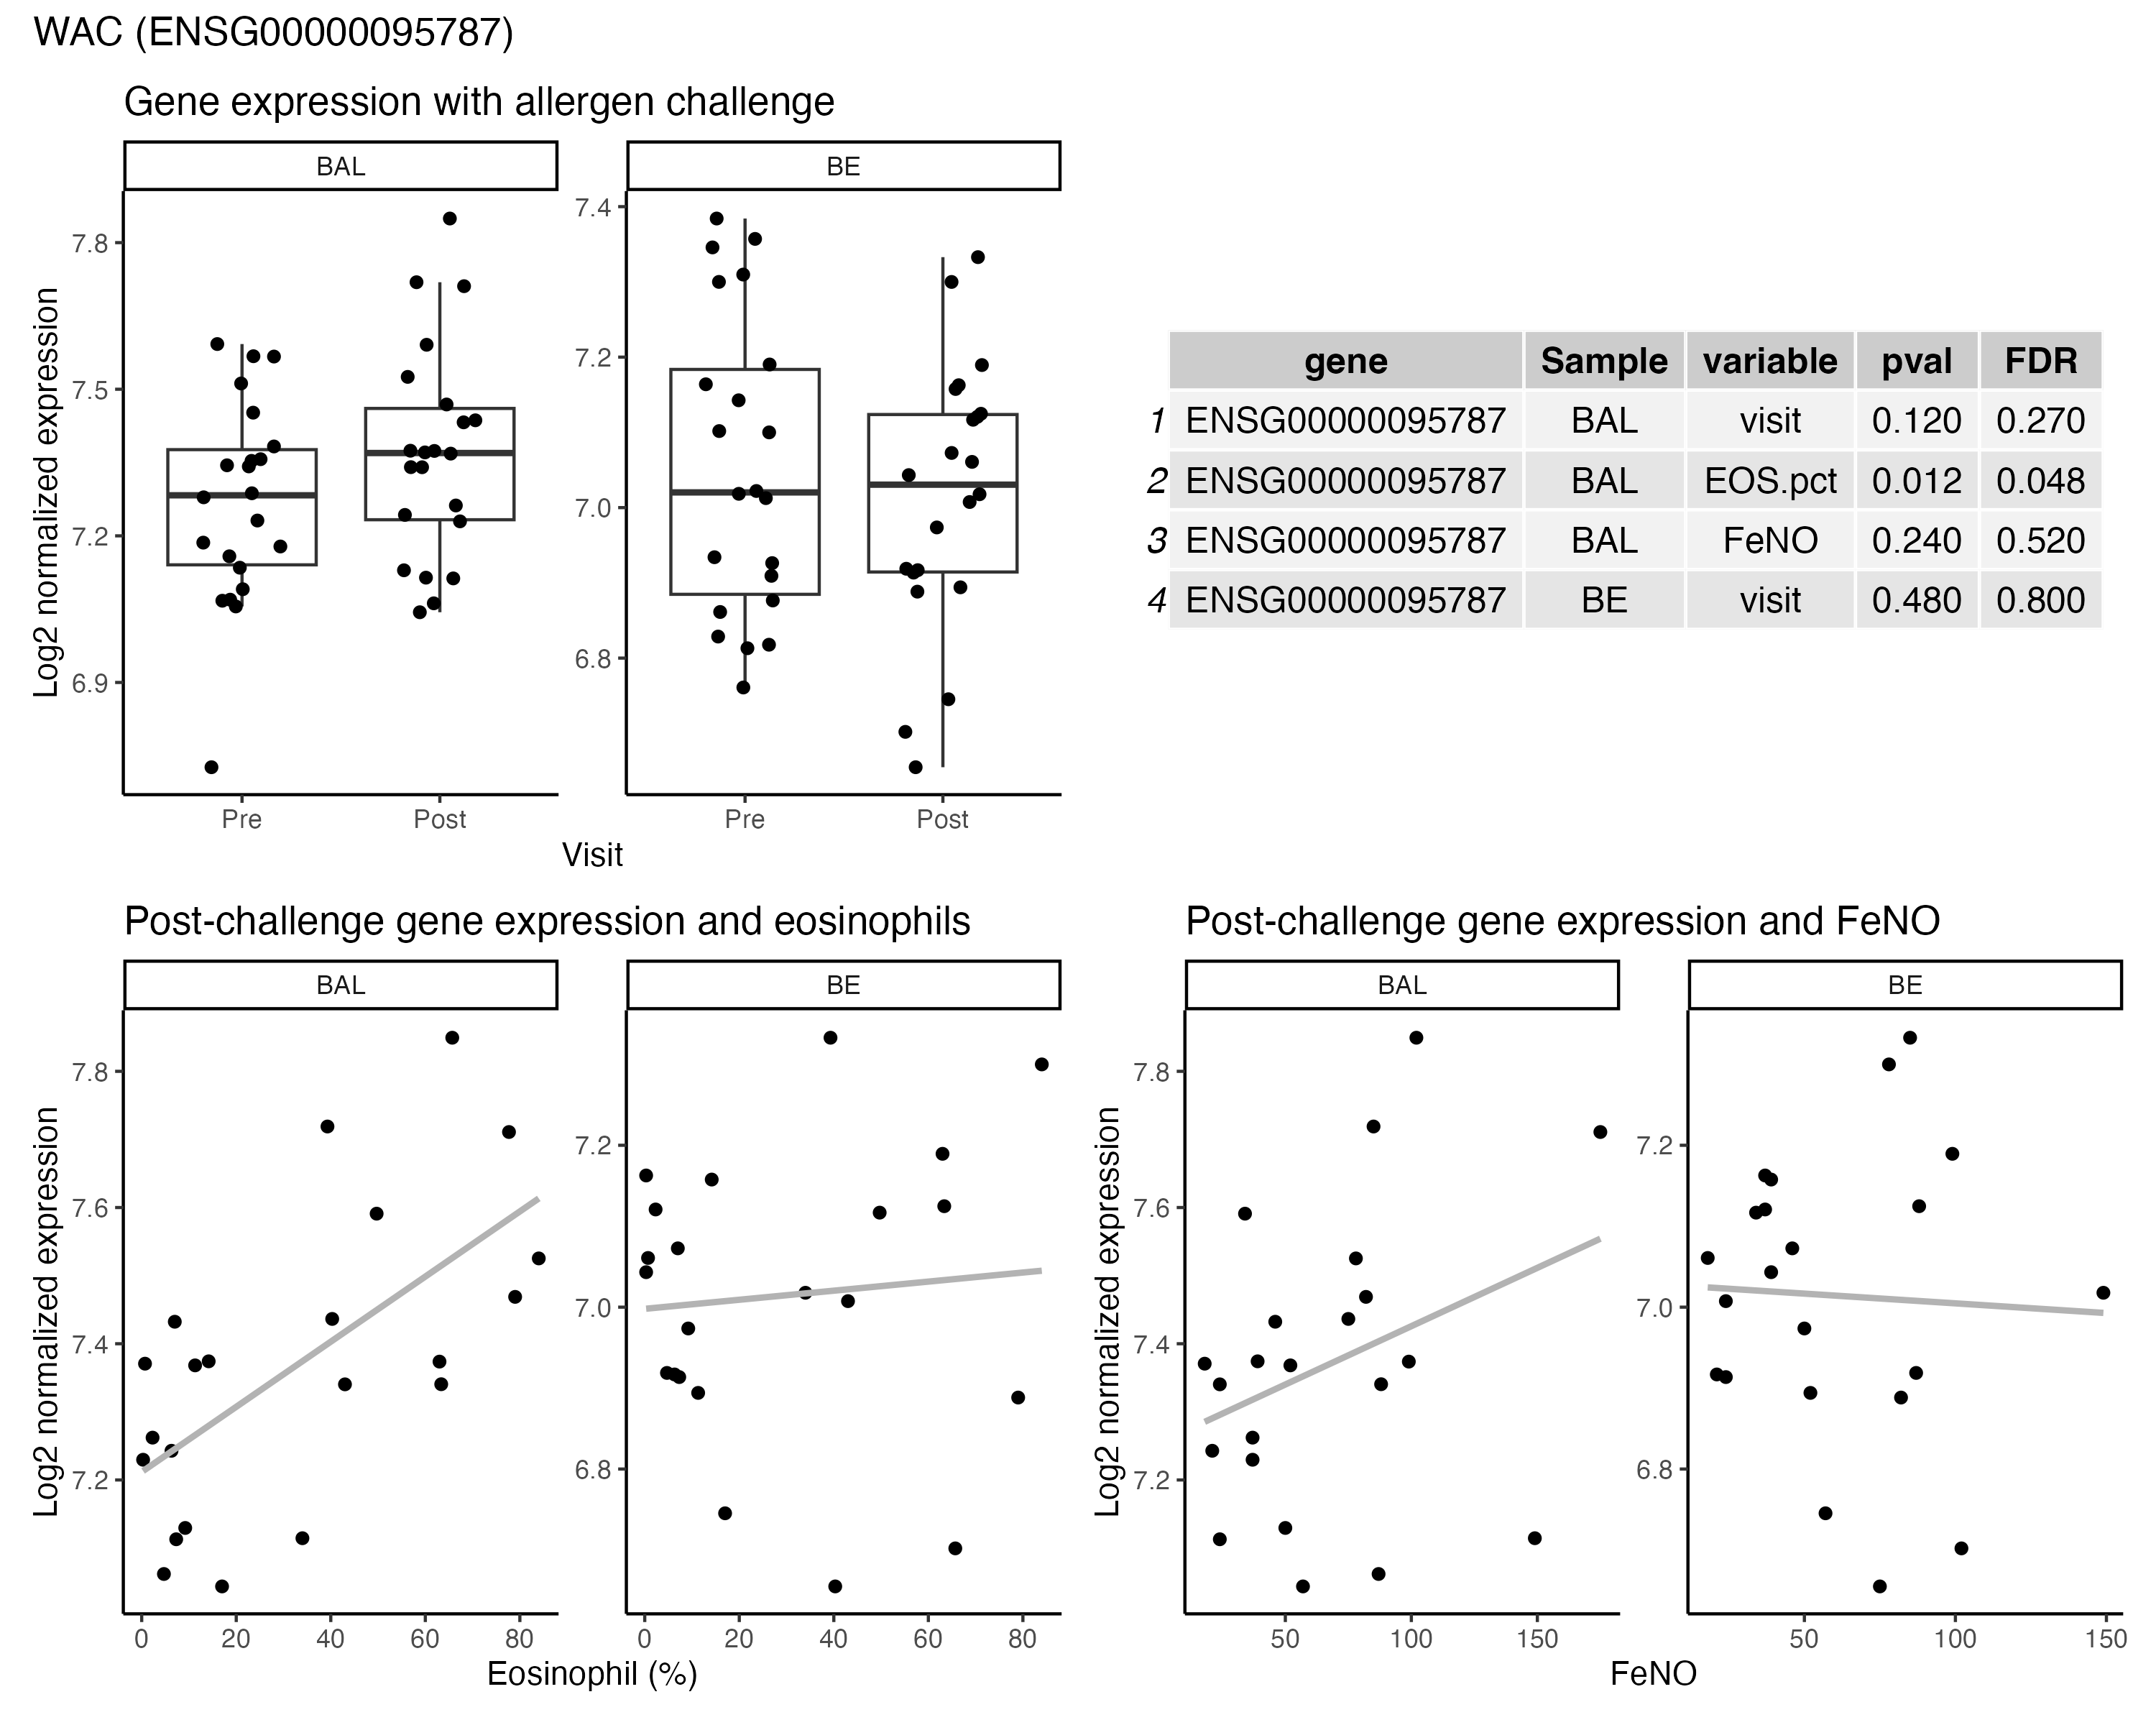 WAC (ENSG00000095787)
Gene expression with allergen challenge
BAL
BE
Log2 normalized expression
7.8
7.5
7.2
6.9
7.4
7.2
7.0
6.8
Pre
Post
Pre
Post
Visit
gene Sample variable pval FDR
1 ENSG00000095787 BAL visit 0.120 0.270
2 ENSG00000095787 BAL EOS.pct 0.012 0.048
3 ENSG00000095787 BAL FeNO 0.240 0.520
4 ENSG00000095787 BE visit 0.480 0.800
Post-challenge gene expression and eosinophils
BAL
BE
Log2 normalized expression
7.8
7.6
7.4
7.2
7.2
7.0
6.8
0 20 40 60 80
0 20 40 60 80
Eosinophil (%)
Post-challenge gene expression and FeNO
BAL
BE
Log2 normalized expression
7.8
7.6
7.4
7.2
7.2
7.0
6.8
50 100 150
50 100 150
FeNO